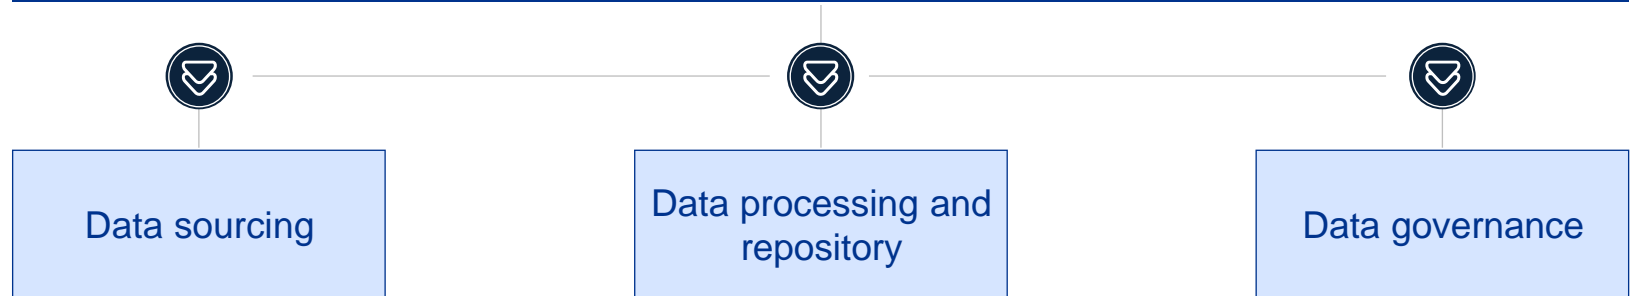 Data sourcing
Data processing and
repository
Data governance